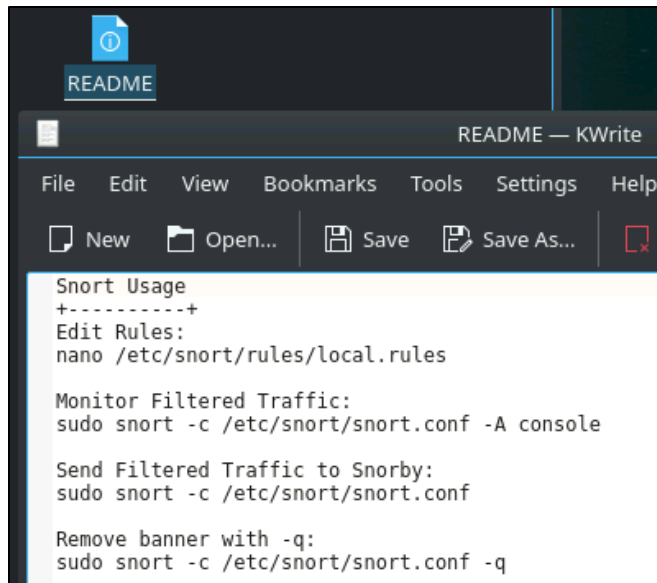 README
README — KWrite
File Edit View Bookmarks Tools Settings Help
New Open... Save Save As...
Snort Usage
+----------+
Edit Rules:
nano /etc/snort/rules/local.rules
Monitor Filtered Traffic:
sudo snort -c /etc/snort/snort.conf -A console
Send Filtered Traffic to Snorby:
sudo snort -c /etc/snort/snort.conf
Remove banner with -q:
sudo snort -c /etc/snort/snort.conf -q